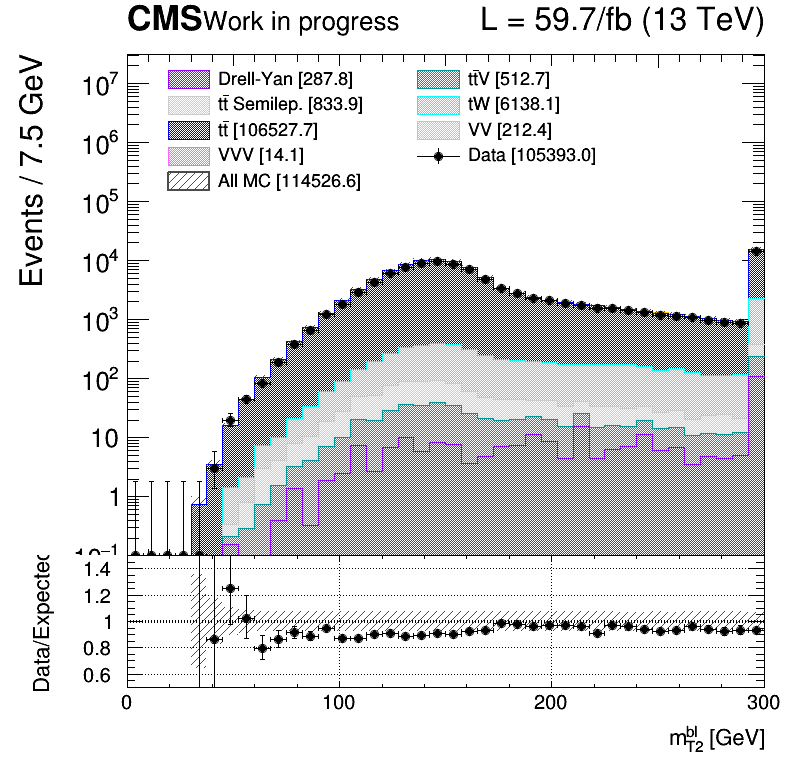 CMS Work in progress L = 59.7/fb (13 TeV)
Events / 7.5 GeV
Drell-Yan [287.8]
tt̄ Semilep. [833.9]
tt̄ [106527.7]
VVV [14.1]
All MC [114526.6]
tt̄V [512.7]
tW [6138.1]
VV [212.4]
Data [105393.0]
10⁷
10⁶
10⁵
10⁴
10³
10²
10
1
10⁻¹
Data/Expected
1.4
1.2
1
0.8
0.6
0 100 200 300
m_{T2}^{bl} [GeV]